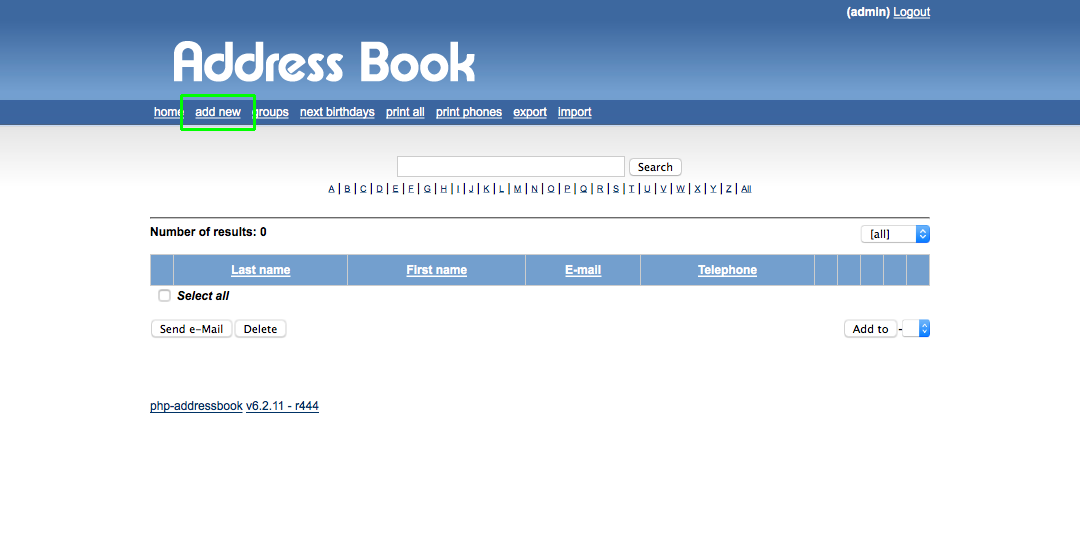 (admin) Logout
Address Book
home add new groups next birthdays print all print phones export import
Search
A | B | C | D | E | F | G | H | I | J | K | L | M | N | O | P | Q | R | S | T | U | V | W | X | Y | Z | All
Number of results: 0 [all]
Last name First name E-mail Telephone
Select all
Send e-Mail Delete Add to -
php-addressbook v6.2.11 - r444